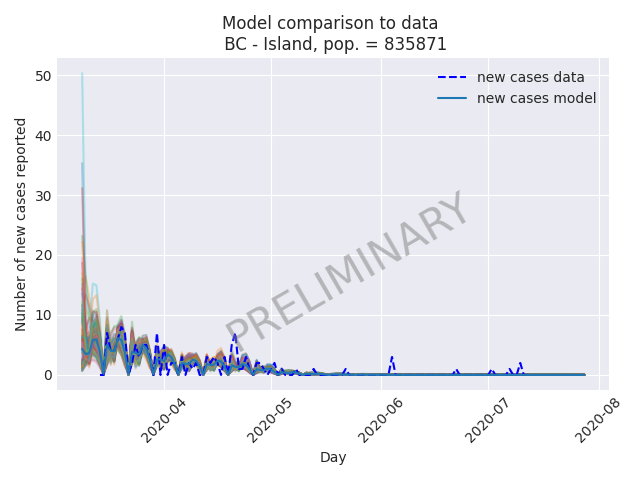 Model comparison to data
BC - Island, pop. = 835871
new cases data
new cases model
50
40
30
20
10
0
Number of new cases reported
PRELIMINARY
2020-04
2020-05
2020-06
2020-07
2020-08
Day